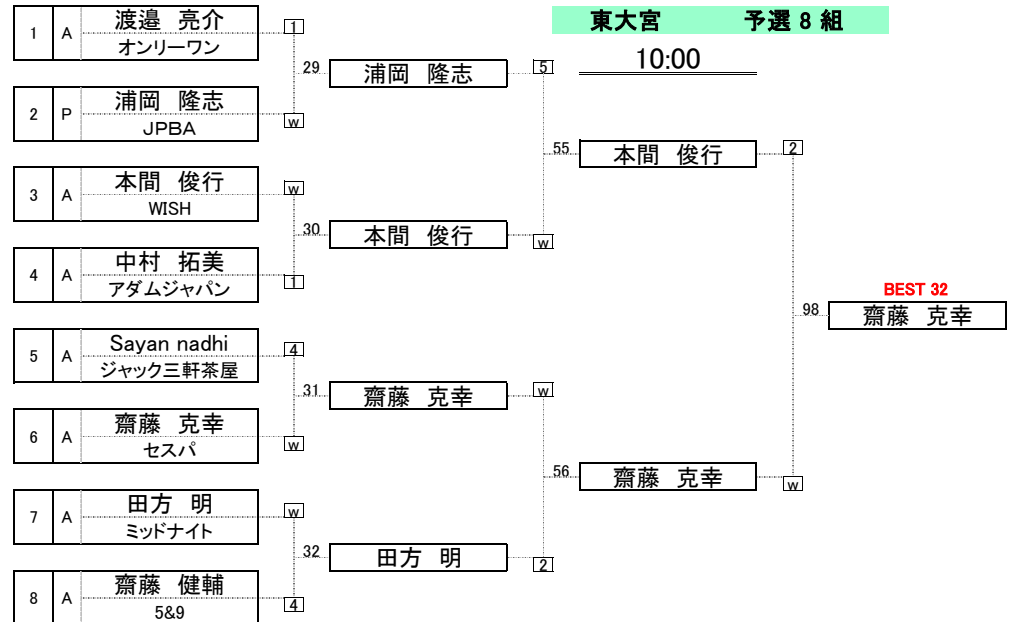 東大宮 予選 8 組
10:00
1 A 渡邉 亮介 1
オンリーワン
29 浦岡 隆志 5
2 P 浦岡 隆志 w
JPBA
55 本間 俊行 2
3 A 本間 俊行 w
WISH
30 本間 俊行 w
4 A 中村 拓美 1
アダムジャパン
BEST 32
98 齋藤 克幸
5 A Sayan nadhi 4
ジャック三軒茶屋
31 齋藤 克幸 w
6 A 齋藤 克幸 w
セスパ
56 齋藤 克幸 w
7 A 田方 明 w
ミッドナイト
32 田方 明 2
8 A 齋藤 健輔 4
5&9